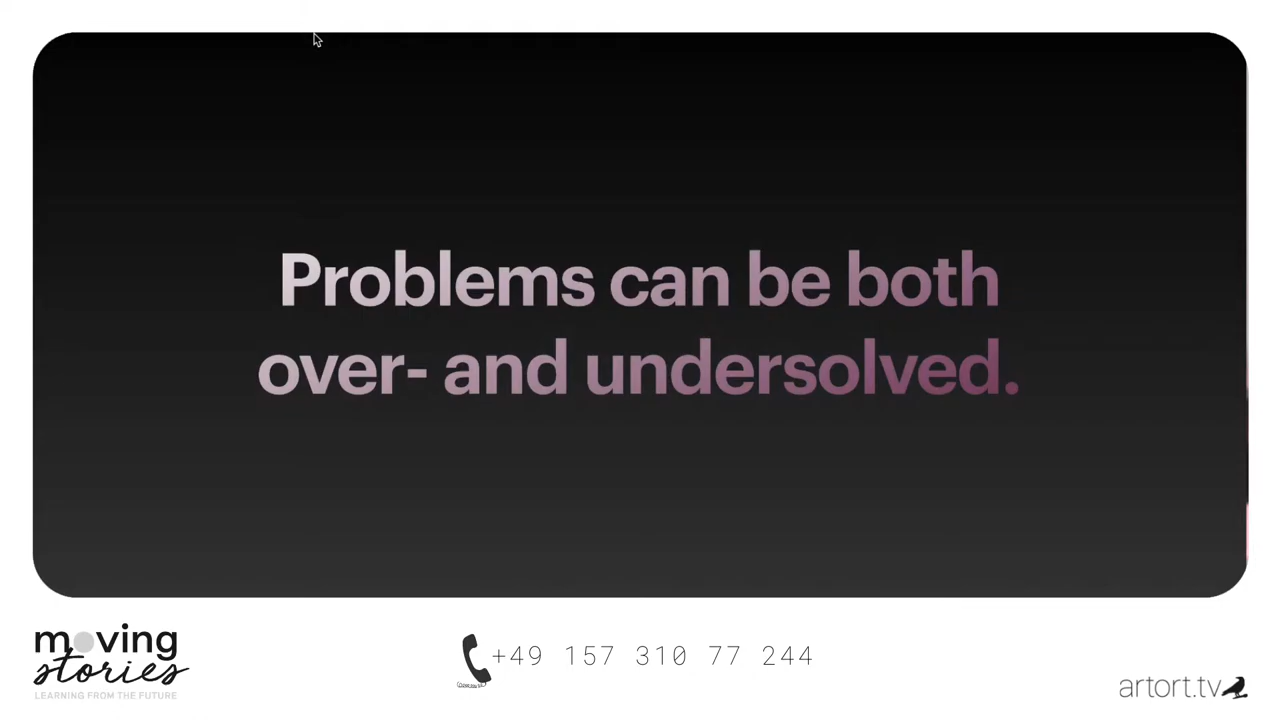 Problems can be both
over- and undersolved.
moving
stories
LEARNING FROM THE FUTURE
+49 157 310 77 244
artort.tv